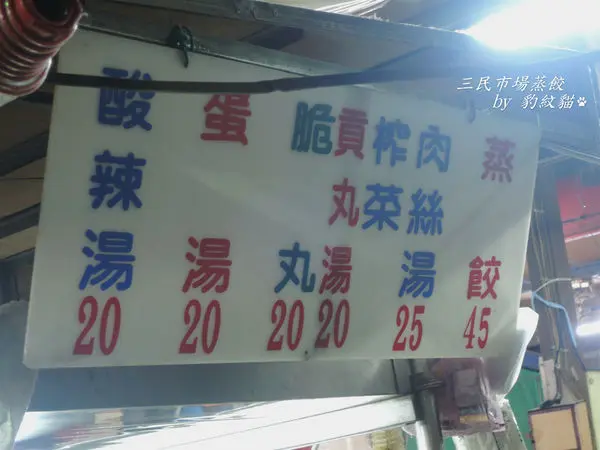 三民市場蒸餃
by 豹紋貓
酸辣湯 20
蛋湯 20
脆丸 20
貢丸湯 20
榨菜肉絲湯 25
蒸餃 45